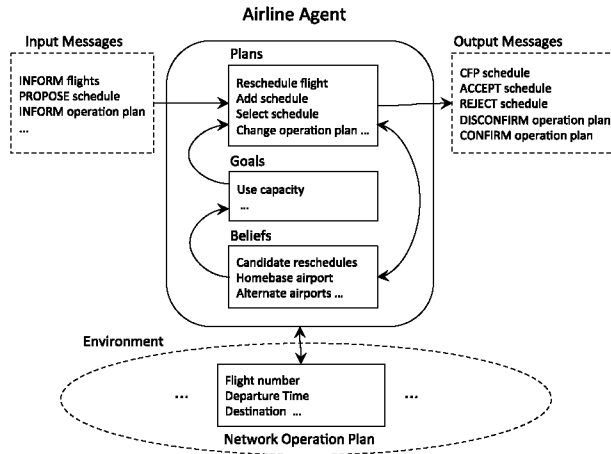 Airline Agent
Input Messages
INFORM flights
PROPOSE schedule
INFORM operation plan
...
Plans
Reschedule flight
Add schedule
Select schedule
Change operation plan ...
Goals
Use capacity
...
Beliefs
Candidate reschedules
Homebase airport
Alternate airports ...
Output Messages
CFP schedule
ACCEPT schedule
REJECT schedule
DISCONFIRM operation plan
CONFIRM operation plan
Environment
...
Flight number
Departure Time
Destination ...
...
Network Operation Plan